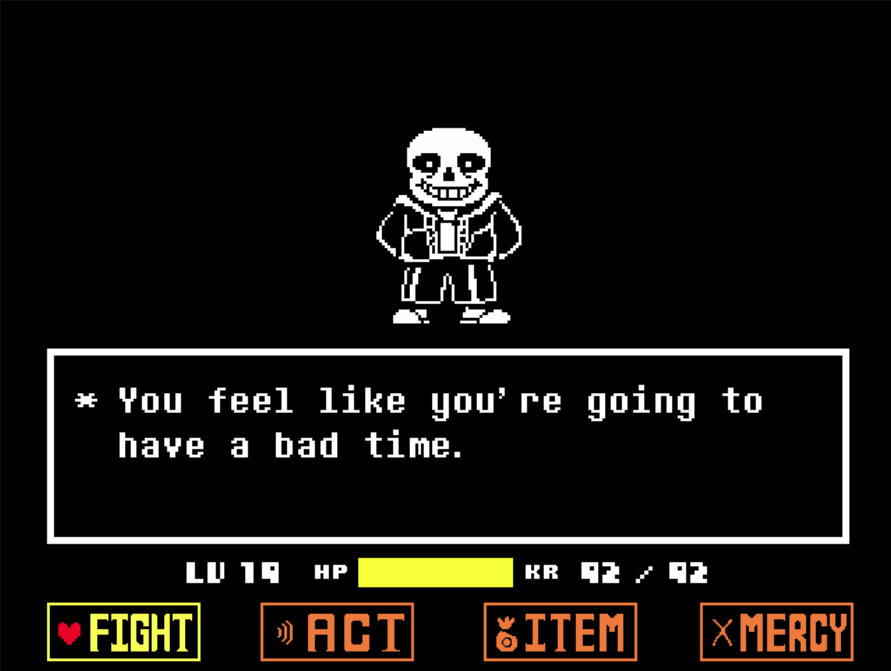 * You feel like you're going to
have a bad time.
LV 19 HP KR 92 / 92
FIGHT ACT ITEM MERCY